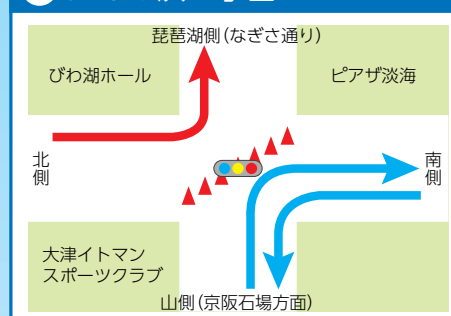 琵琶湖側(なぎさ通り)
びわ湖ホール
ピアザ淡海
北側
南側
大津イトマン
スポーツクラブ
山側(京阪石場方面)